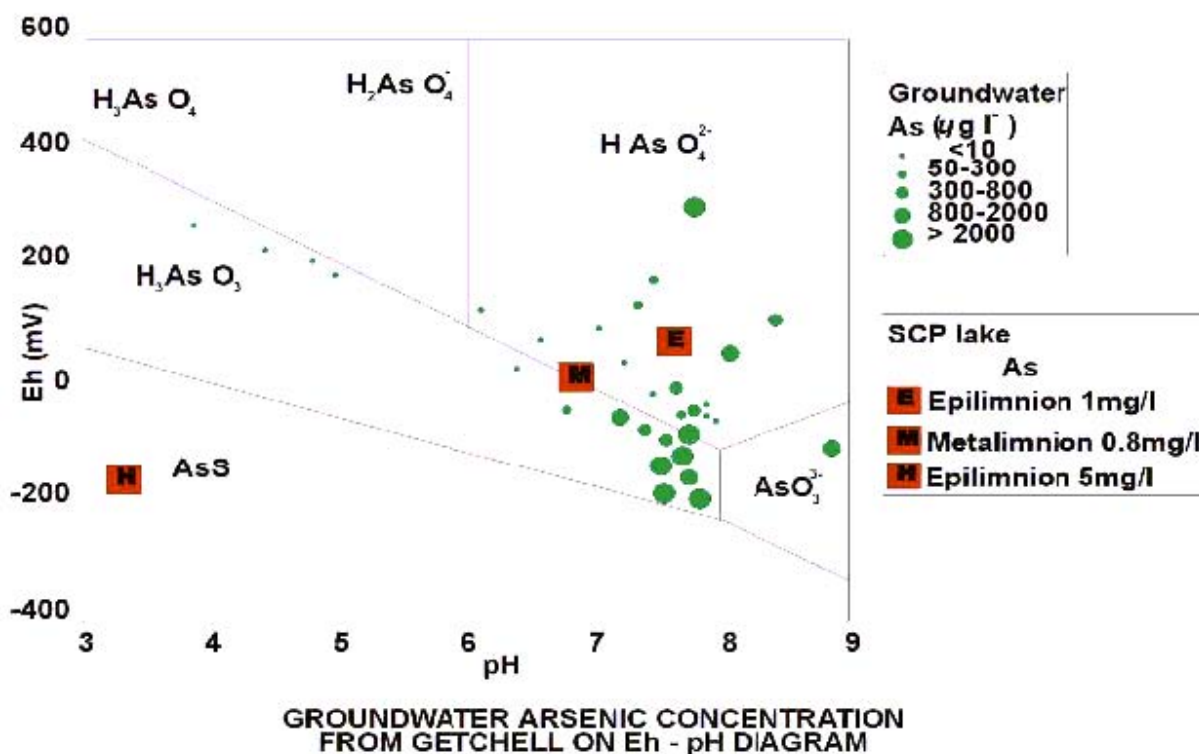 600
400
200
0
-200
-400
Eh (mV)
3 4 5 6 7 8 9
pH
H₃As O₄
H₂As O₄⁻
H As O₄²⁻
H₃As O₃
AsS
AsO₃³⁻
E
M
H
Groundwater
As (µg l⁻)
<10
50-300
300-800
800-2000
> 2000
SCP lake
As
E Epilimnion 1mg/l
M Metalimnion 0.8mg/l
H Epilimnion 5mg/l
GROUNDWATER ARSENIC CONCENTRATION
FROM GETCHELL ON Eh - pH DIAGRAM